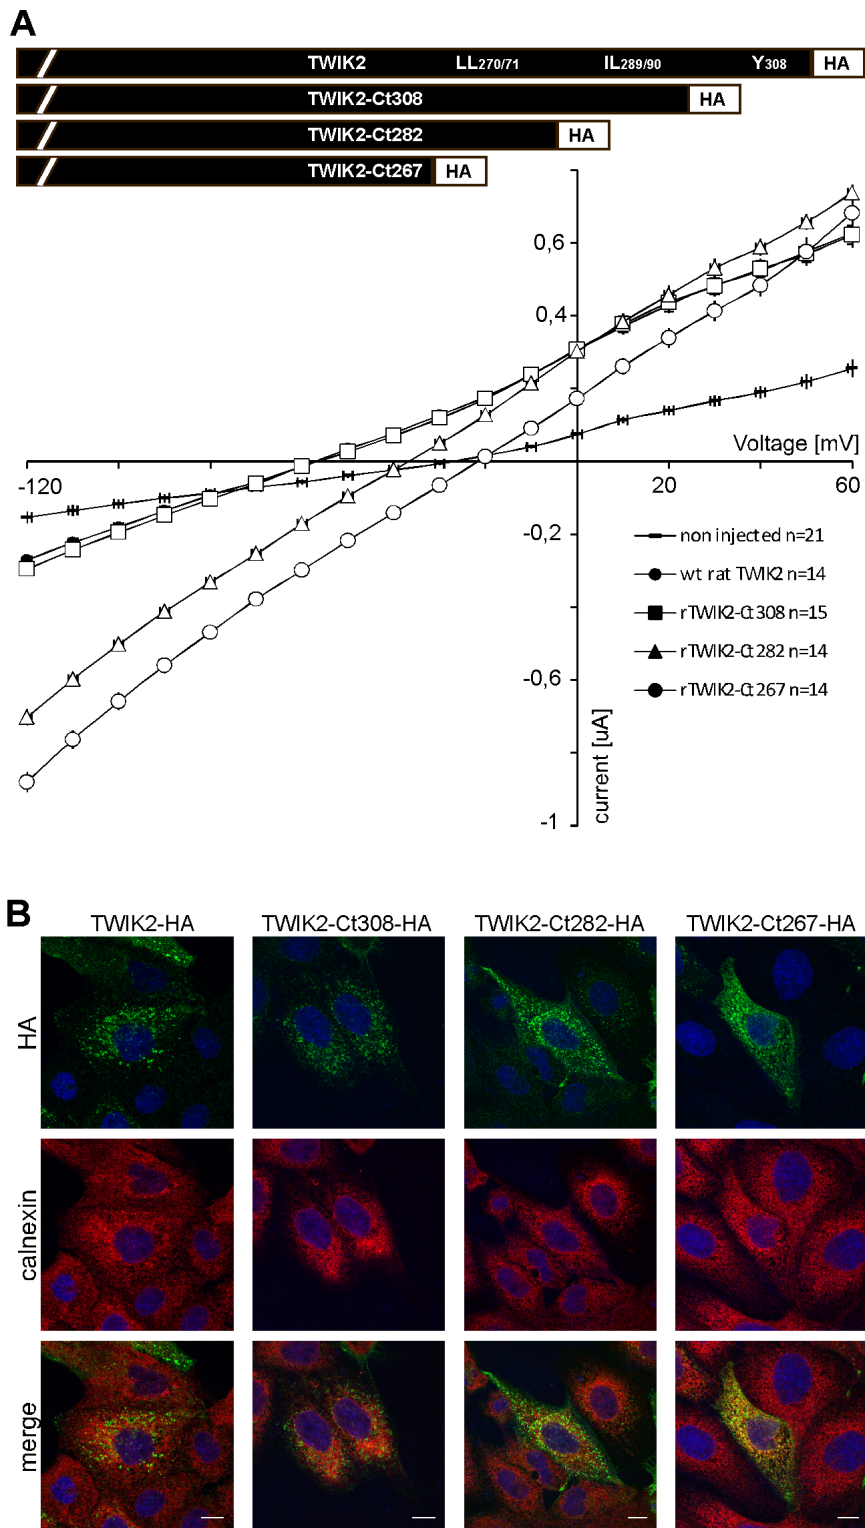 A
TWIK2 LL270/71 IL289/90 Y308 HA
TWIK2-Ct308 HA
TWIK2-Ct282 HA
TWIK2-Ct267 HA
0,6
0,4
Voltage [mV]
-120 20 60
-0,2
-0,6
-1
current [uA]
non injected n=21
wt rat TWIK2 n=14
rTWIK2-Ct308 n=15
rTWIK2-Ct282 n=14
rTWIK2-Ct267 n=14
B
TWIK2-HA TWIK2-Ct308-HA TWIK2-Ct282-HA TWIK2-Ct267-HA
HA
calnexin
merge